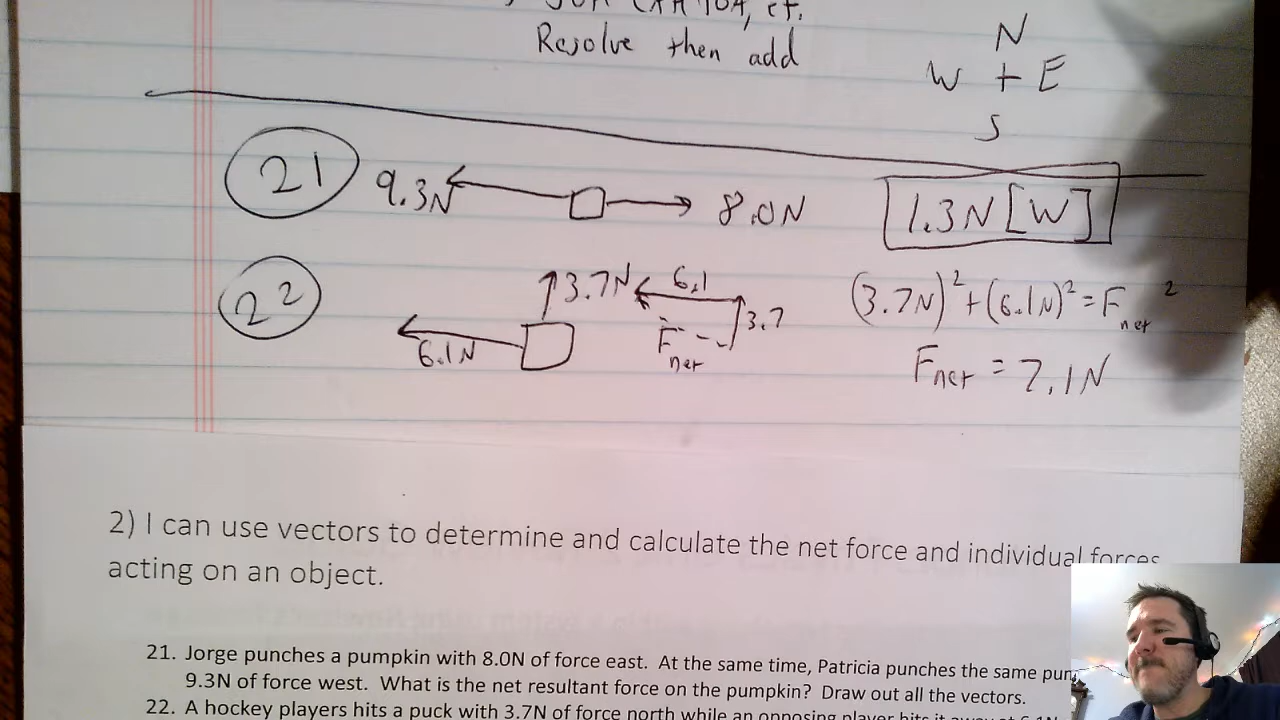 Resolve then add
N
W + E
S
21 9.3N 8.0N 1.3N [W]
22 6.1N 3.7N 6.1 3.7 Fnet (3.7N)² + (6.1N)² = Fnet²
Fnet = 7.1N
2) I can use vectors to determine and calculate the net force and individual forces
acting on an object.
21. Jorge punches a pumpkin with 8.0N of force east. At the same time, Patricia punches the same
9.3N of force west. What is the net resultant force on the pumpkin? Draw out all the vectors.
22. A hockey players hits a puck with 3.7N of force north while an opposing player hits it